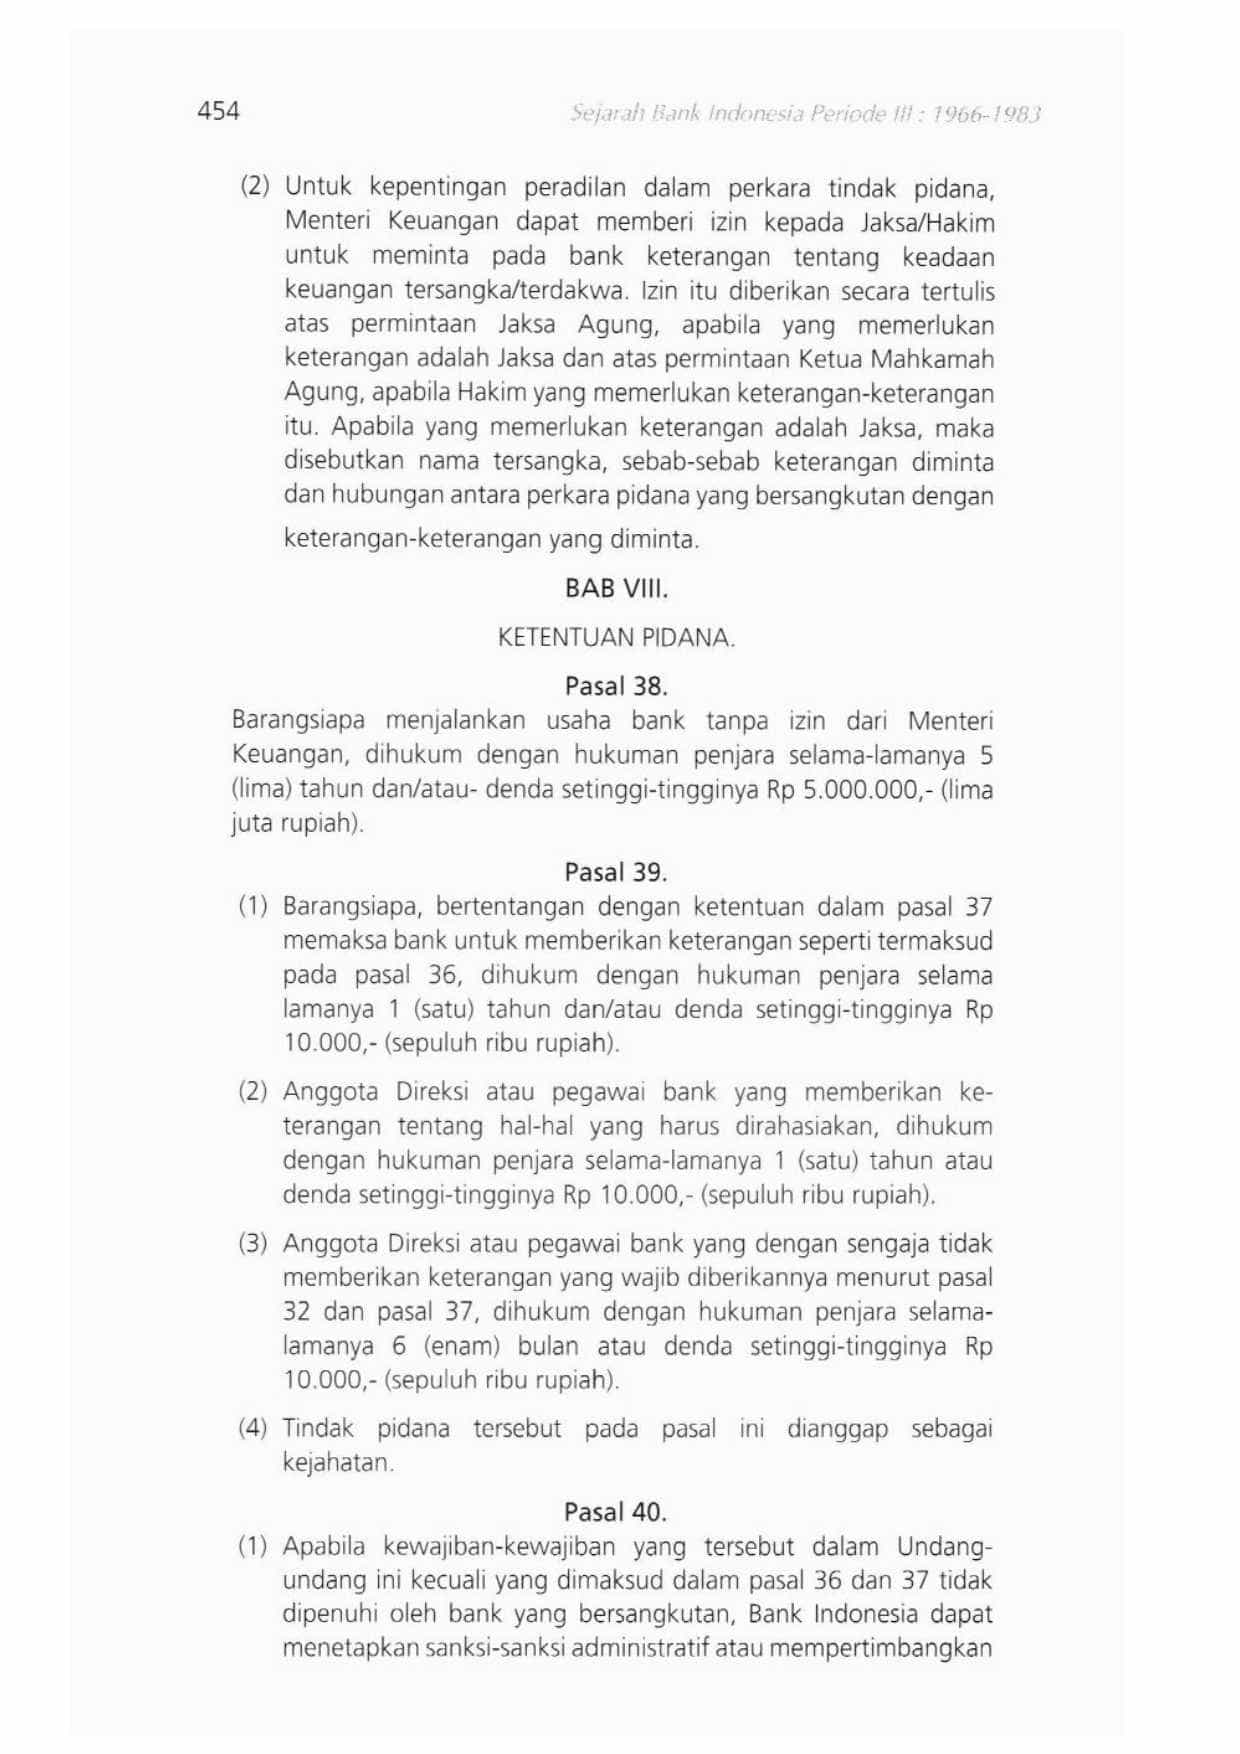 454
Sejarah Bank Indonesia Periode III : 1966-1983
(2) Untuk kepentingan peradilan dalam perkara tindak pidana,
Menteri Keuangan dapat memberi izin kepada Jaksa/Hakim
untuk meminta pada bank keterangan tentang keadaan
keuangan tersangka/terdakwa. Izin itu diberikan secara tertulis
atas permintaan Jaksa Agung, apabila yang memerlukan
keterangan adalah Jaksa dan atas permintaan Ketua Mahkamah
Agung, apabila Hakim yang memerlukan keterangan-keterangan
itu. Apabila yang memerlukan keterangan adalah Jaksa, maka
disebutkan nama tersangka, sebab-sebab keterangan diminta
dan hubungan antara perkara pidana yang bersangkutan dengan
keterangan-keterangan yang diminta.
BAB VIII.
KETENTUAN PIDANA.
Pasal 38.
Barangsiapa menjalankan usaha bank tanpa izin dari Menteri
Keuangan, dihukum dengan hukuman penjara selama-lamanya 5
(lima) tahun dan/atau- denda setinggi-tingginya Rp 5.000.000,- (lima
juta rupiah).
Pasal 39.
(1) Barangsiapa, bertentangan dengan ketentuan dalam pasal 37
memaksa bank untuk memberikan keterangan seperti termaksud
pada pasal 36, dihukum dengan hukuman penjara selama
lamanya 1 (satu) tahun dan/atau denda setinggi-tingginya Rp
10.000,- (sepuluh ribu rupiah).
(2) Anggota Direksi atau pegawai bank yang memberikan ke-
terangan tentang hal-hal yang harus dirahasiakan, dihukum
dengan hukuman penjara selama-lamanya 1 (satu) tahun atau
denda setinggi-tingginya Rp 10.000,- (sepuluh ribu rupiah).
(3) Anggota Direksi atau pegawai bank yang dengan sengaja tidak
memberikan keterangan yang wajib diberikannya menurut pasal
32 dan pasal 37, dihukum dengan hukuman penjara selama-
lamanya 6 (enam) bulan atau denda setinggi-tingginya Rp
10.000,- (sepuluh ribu rupiah).
(4) Tindak pidana tersebut pada pasal ini dianggap sebagai
kejahatan.
Pasal 40.
(1) Apabila kewajiban-kewajiban yang tersebut dalam Undang-
undang ini kecuali yang dimaksud dalam pasal 36 dan 37 tidak
dipenuhi oleh bank yang bersangkutan, Bank Indonesia dapat
menetapkan sanksi-sanksi administratif atau mempertimbangkan